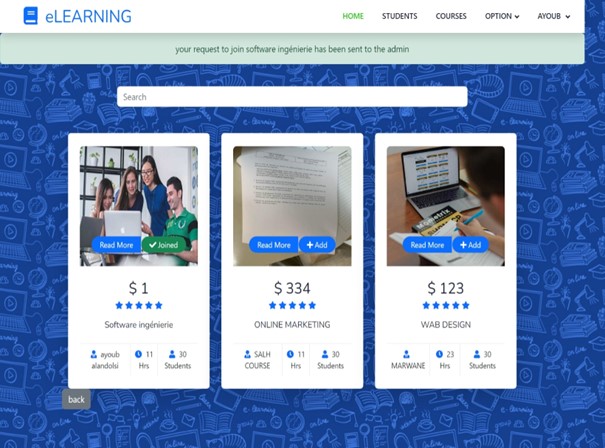 eLEARNING
HOME STUDENTS COURSES OPTION AYOUB
your request to join software ingénierie has been sent to the admin
Search
Read More Joined
$ 1
Software ingénierie
ayoub alandolsi
11 Hrs
30 Students
Read More Add
$ 334
ONLINE MARKETING
SALH COURSE
11 Hrs
30 Students
Read More Add
$ 123
WAB DESIGN
MARWANE
23 Hrs
30 Students
back